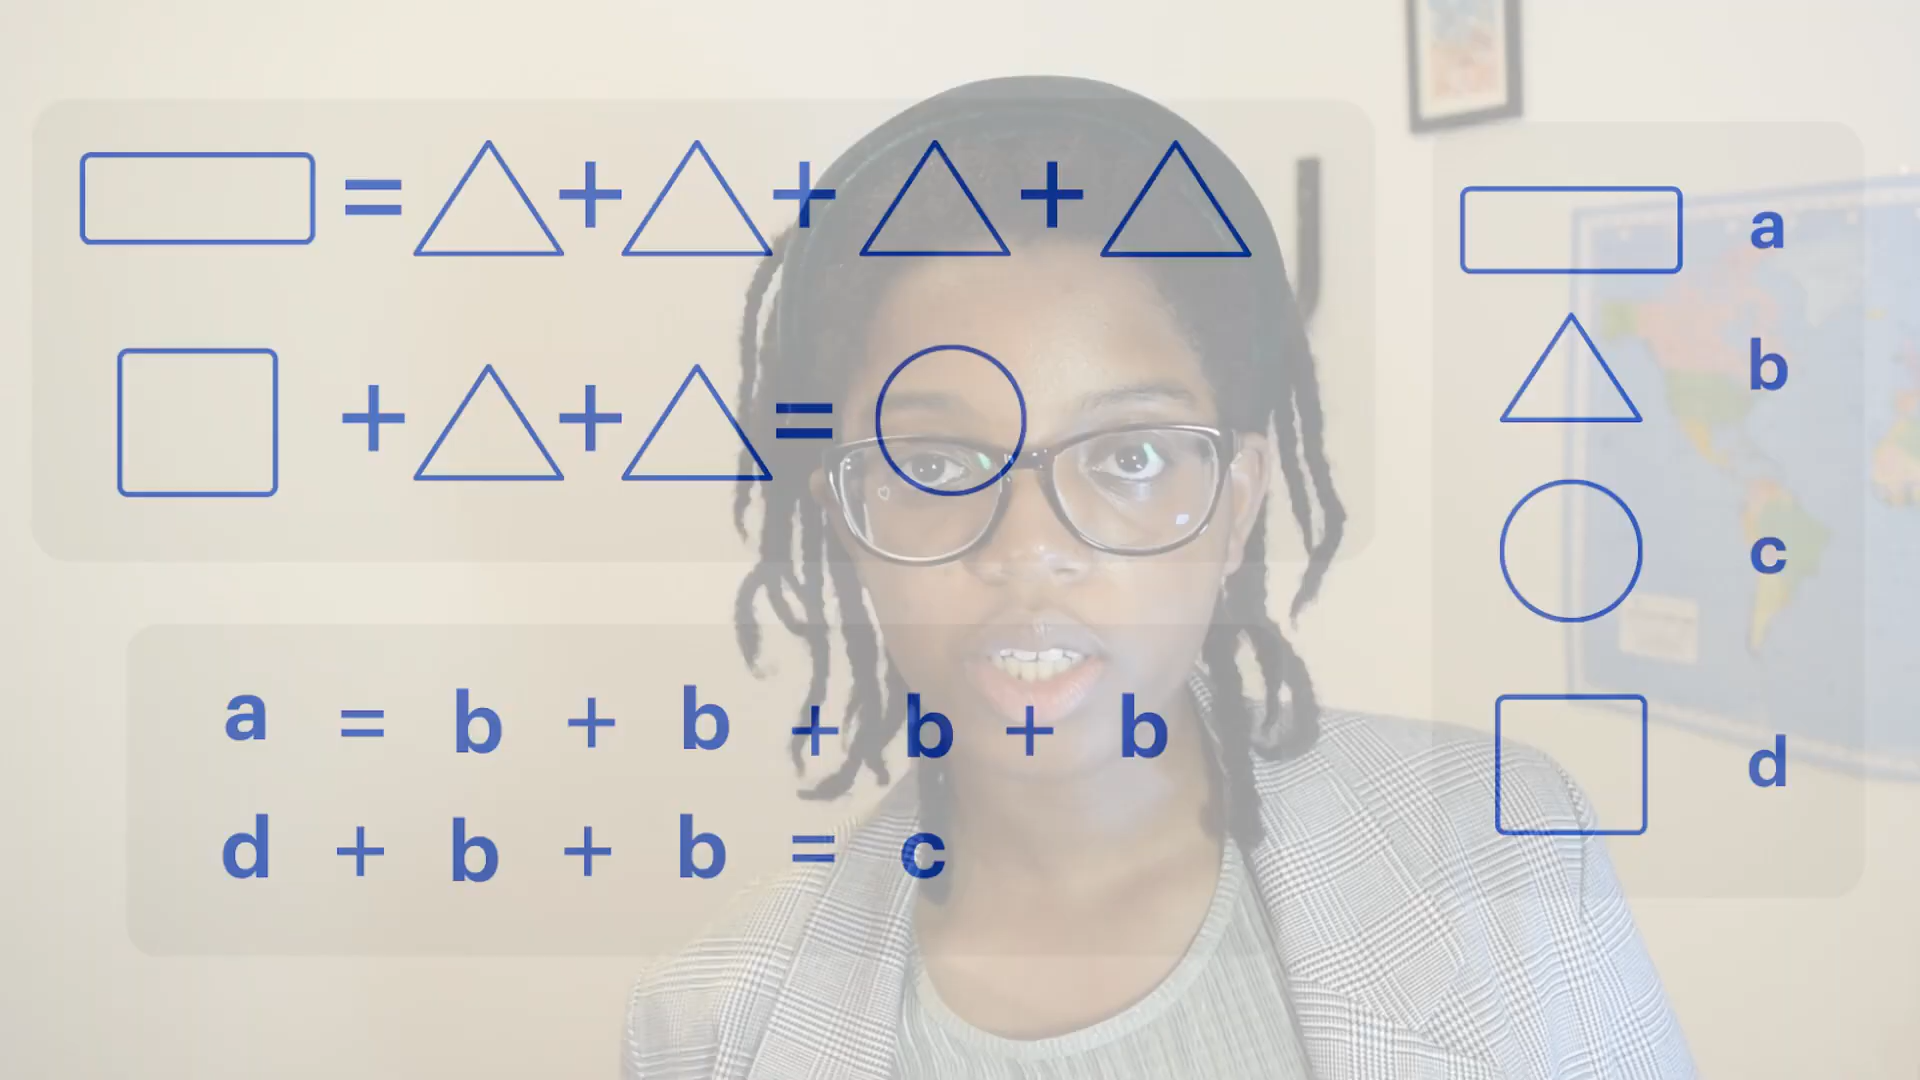 a = b + b + b + b
d + b + b = c
a
b
c
d